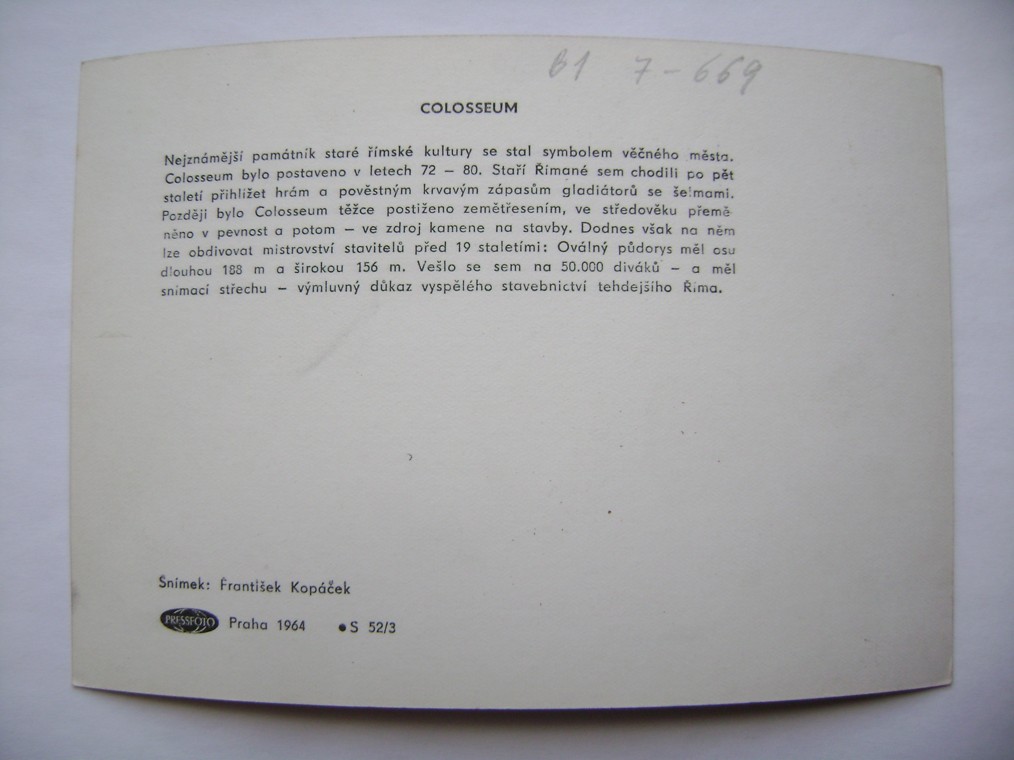 61 7-669
COLOSSEUM
Nejznámější památník staré římské kultury se stal symbolem věčného města.
Colosseum bylo postaveno v letech 72 – 80. Staří Římané sem chodili po pět
staletí přihližet hrám a pověstným krvavým zápasům gladiátorů se šelmami.
Později bylo Colosseum těžce postiženo zemětřesením, ve středověku přemě-
něno v pevnost a potom – ve zdroj kamene na stavby. Dodnes však na něm
lze obdivovat mistrovství stavitelů před 19 staletími: Oválný půdorys měl osu
dlouhou 188 m a širokou 156 m. Vešlo se sem na 50.000 diváků – a měl
snímací střechu – výmluvný důkaz vyspělého stavebnictví tehdejšího Říma.
Snímek: František Kopáček
PRESSFOTO Praha 1964 ● S 52/3